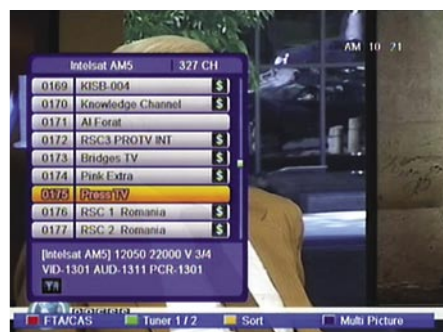 AM 10 21
Intelsat AM5 327 CH
0169 KISB-004 $
0170 Knowledge Channel $
0171 Al Forat
0172 RSC3 PROTV INT $
0173 Bridges TV $
0174 Pink Extra $
0175 Press TV
0176 RSC 1 Romania $
0177 RSC 2 Romania $
[Intelsat AM5] 12050 22000 V 3/4
VID-1301 AUD-1311 PCR-1301
FTA/CAS Tuner 1 / 2 Sort Multi Picture